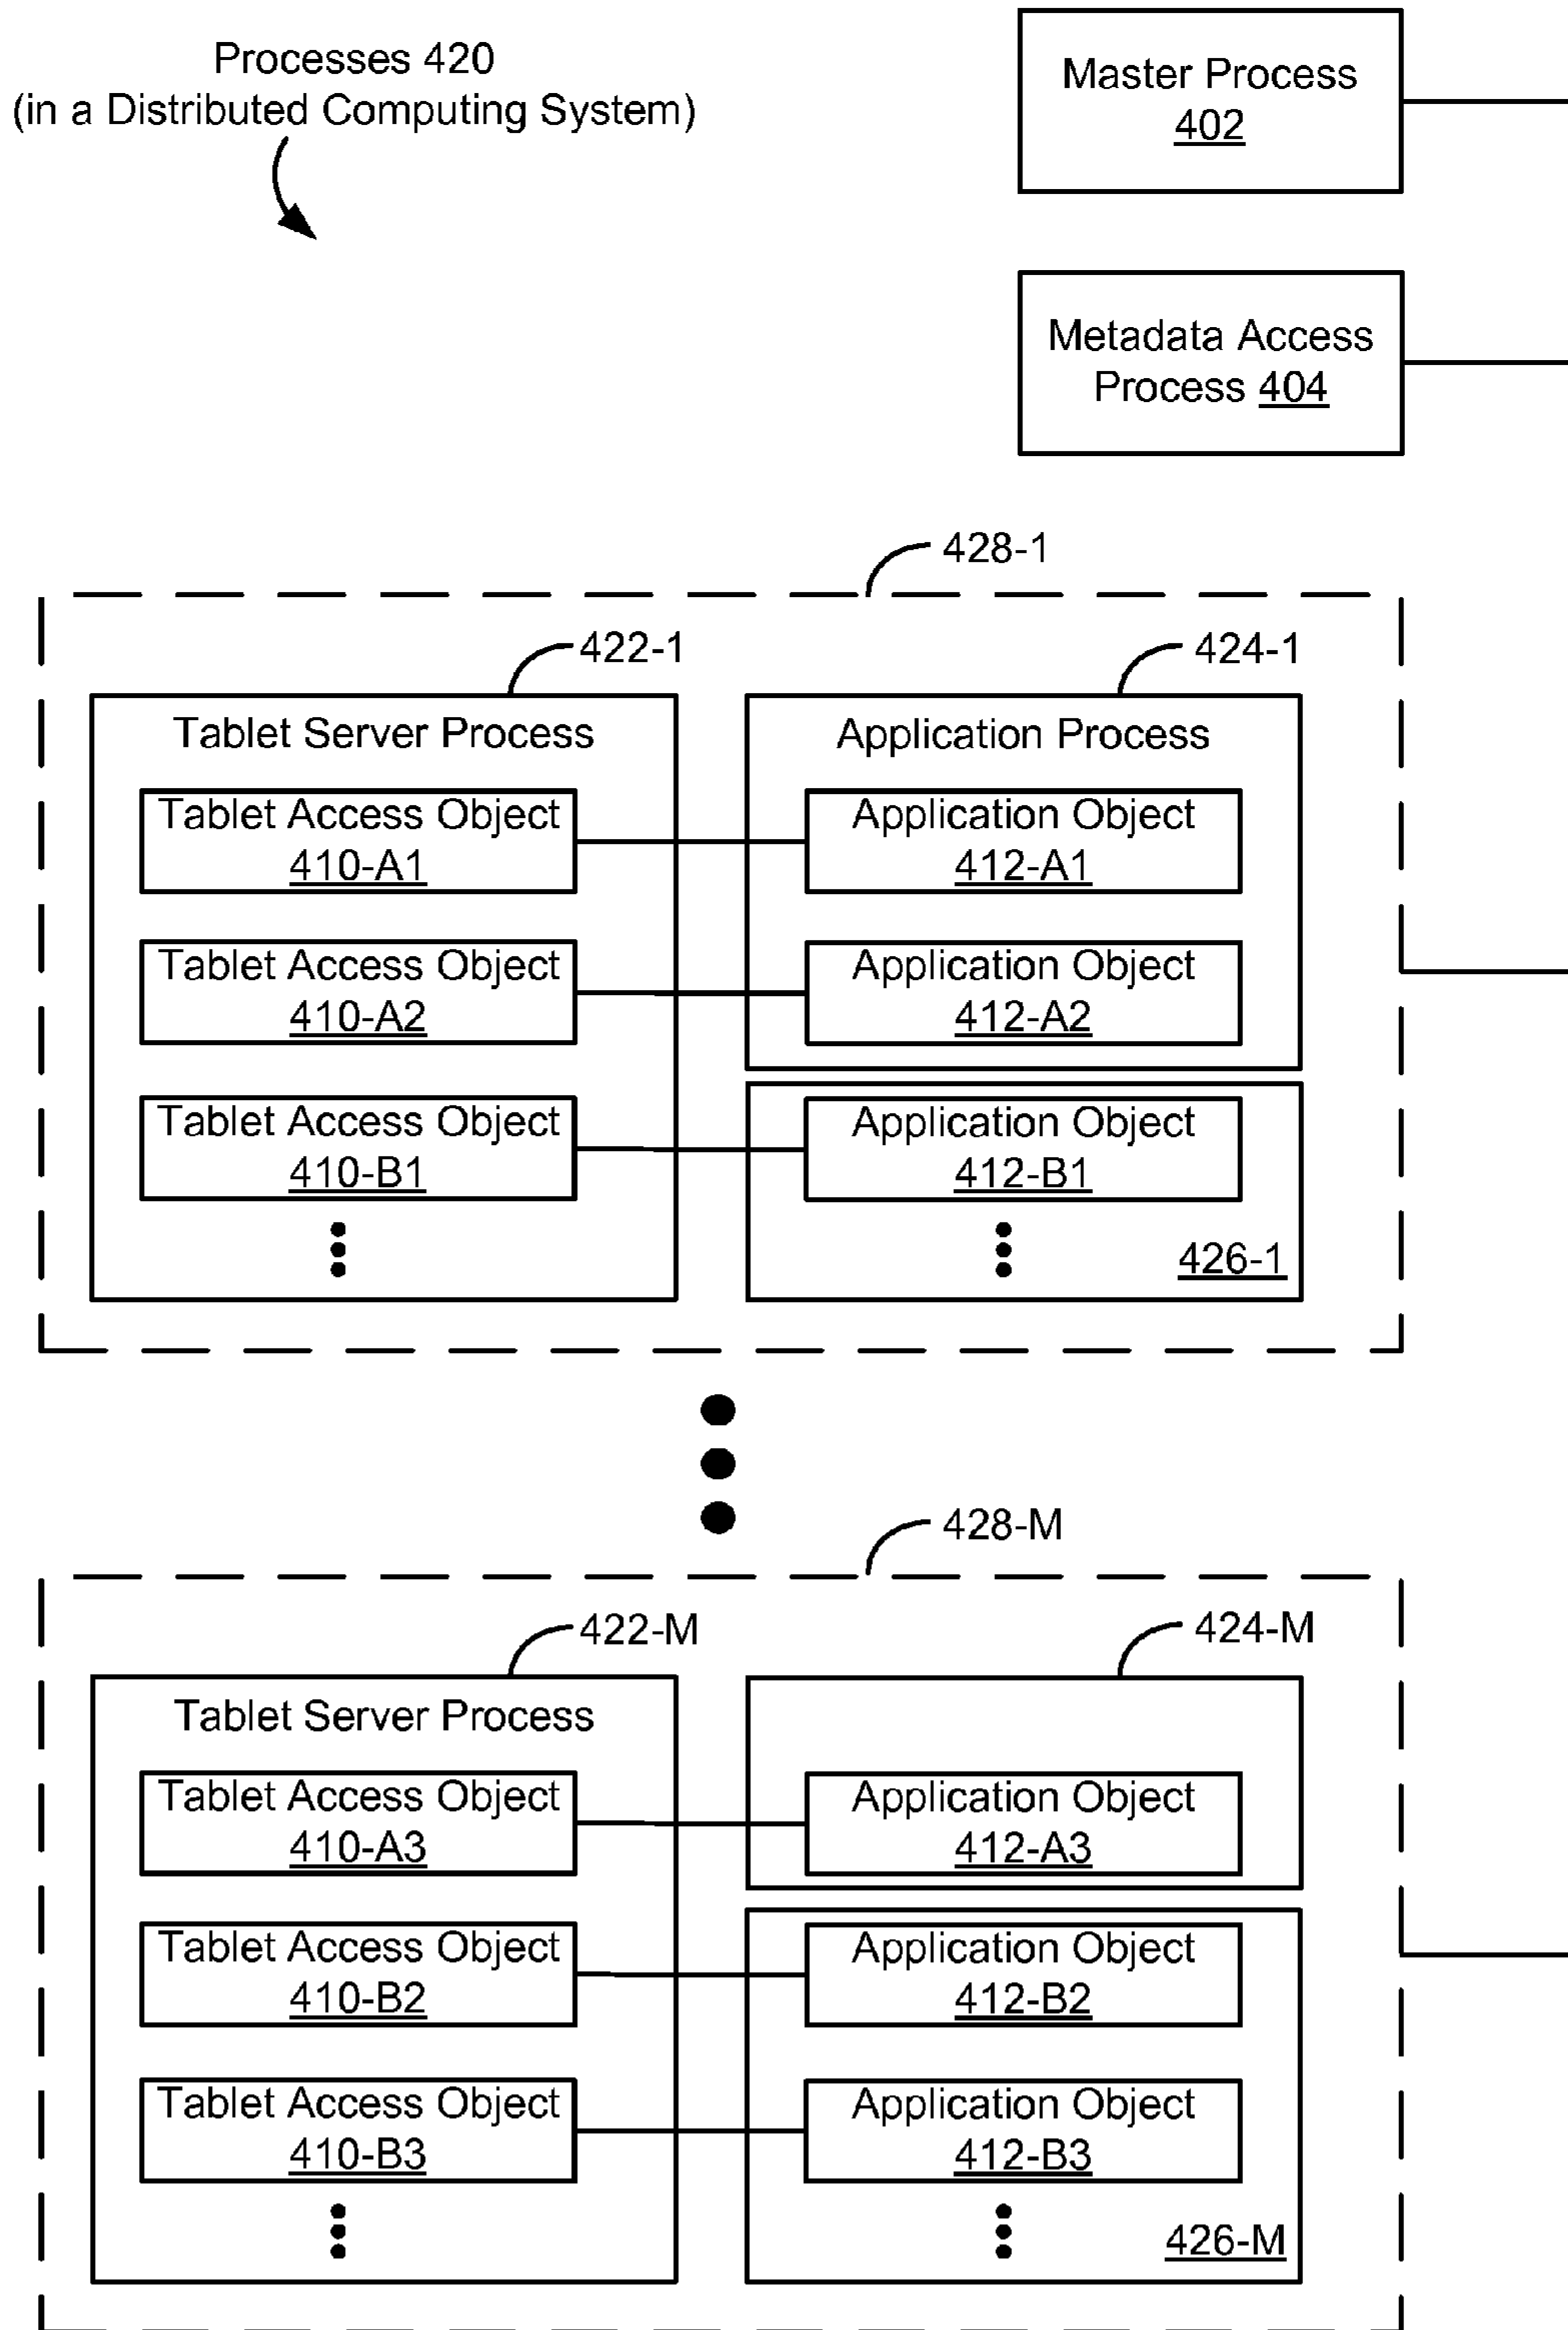 Processes 420
(in a Distributed Computing System)
Master Process
402
Metadata Access
Process 404
428-1
422-1
424-1
Tablet Server Process
Application Process
Tablet Access Object
410-A1
Application Object
412-A1
Tablet Access Object
410-A2
Application Object
412-A2
Tablet Access Object
410-B1
Application Object
412-B1
426-1
428-M
422-M
424-M
Tablet Server Process
Tablet Access Object
410-A3
Application Object
412-A3
Tablet Access Object
410-B2
Application Object
412-B2
Tablet Access Object
410-B3
Application Object
412-B3
426-M